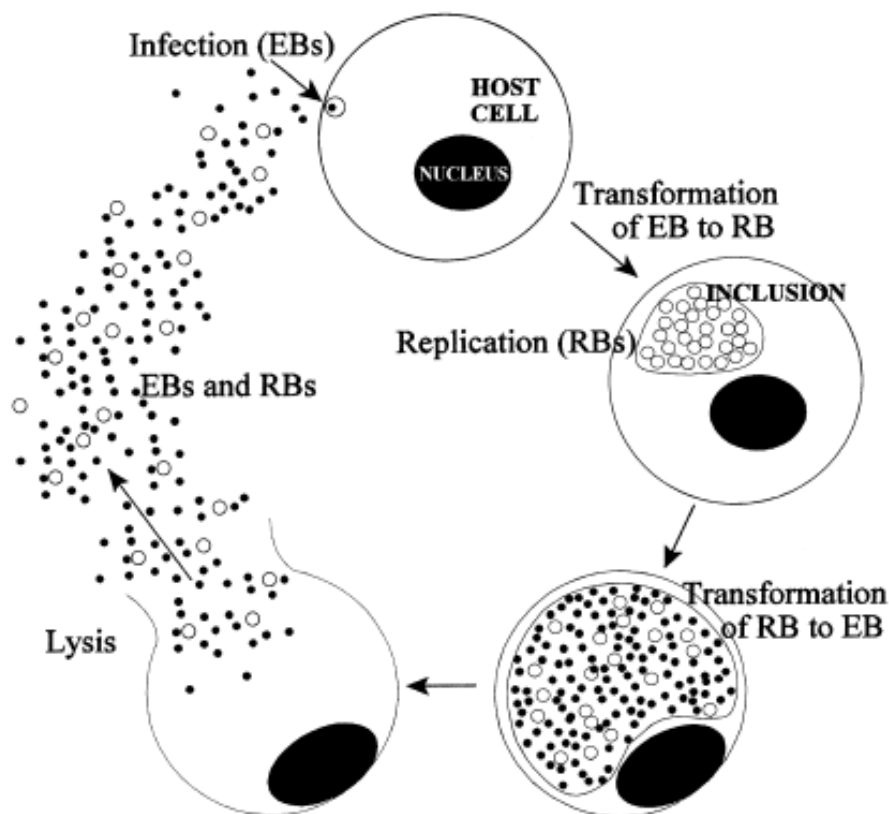 Infection (EBs)
HOST
CELL
NUCLEUS
Transformation
of EB to RB
INCLUSION
Replication (RBs)
EBs and RBs
Transformation
of RB to EB
Lysis